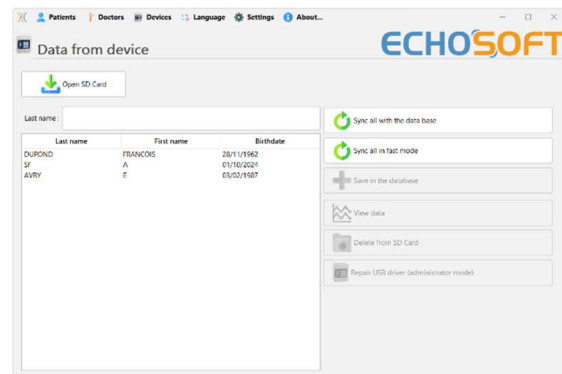 Patients Doctors Devices Language Settings About...
Data from device
ECHOSOFT
Open SD Card
Last name :
Sync all with the data base
Last name First name Birthdate
Sync all in fast mode
DUPOND FRANCOIS 28/11/1962
SF A 01/10/2024
AVRY E 03/02/1987
Save in the database
View data
Delete from SD Card
Repair USB driver (administrator mode)